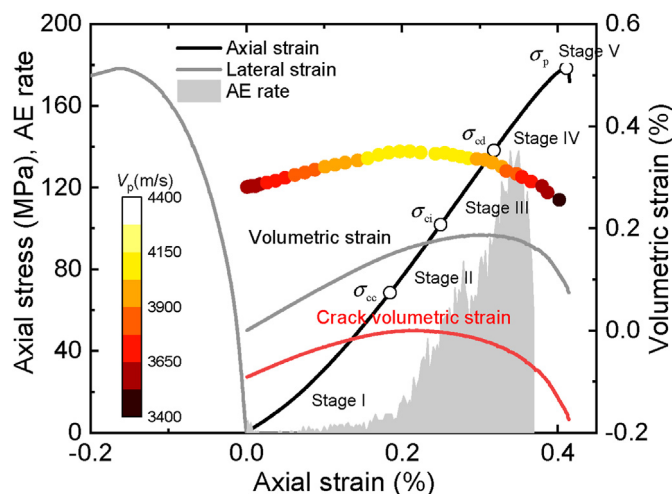 200
160
120
80
40
0
Axial stress (MPa), AE rate
Axial strain
Lateral strain
AE rate
σp
Stage V
σcd
Stage IV
Vp(m/s)
4400
4150
3900
3650
3400
σci
Stage III
Volumetric strain
σcc
Stage II
Crack volumetric strain
Stage I
0.6
0.4
0.2
0.0
-0.2
Volumetric strain (%)
-0.2
0.0
0.2
0.4
Axial strain (%)